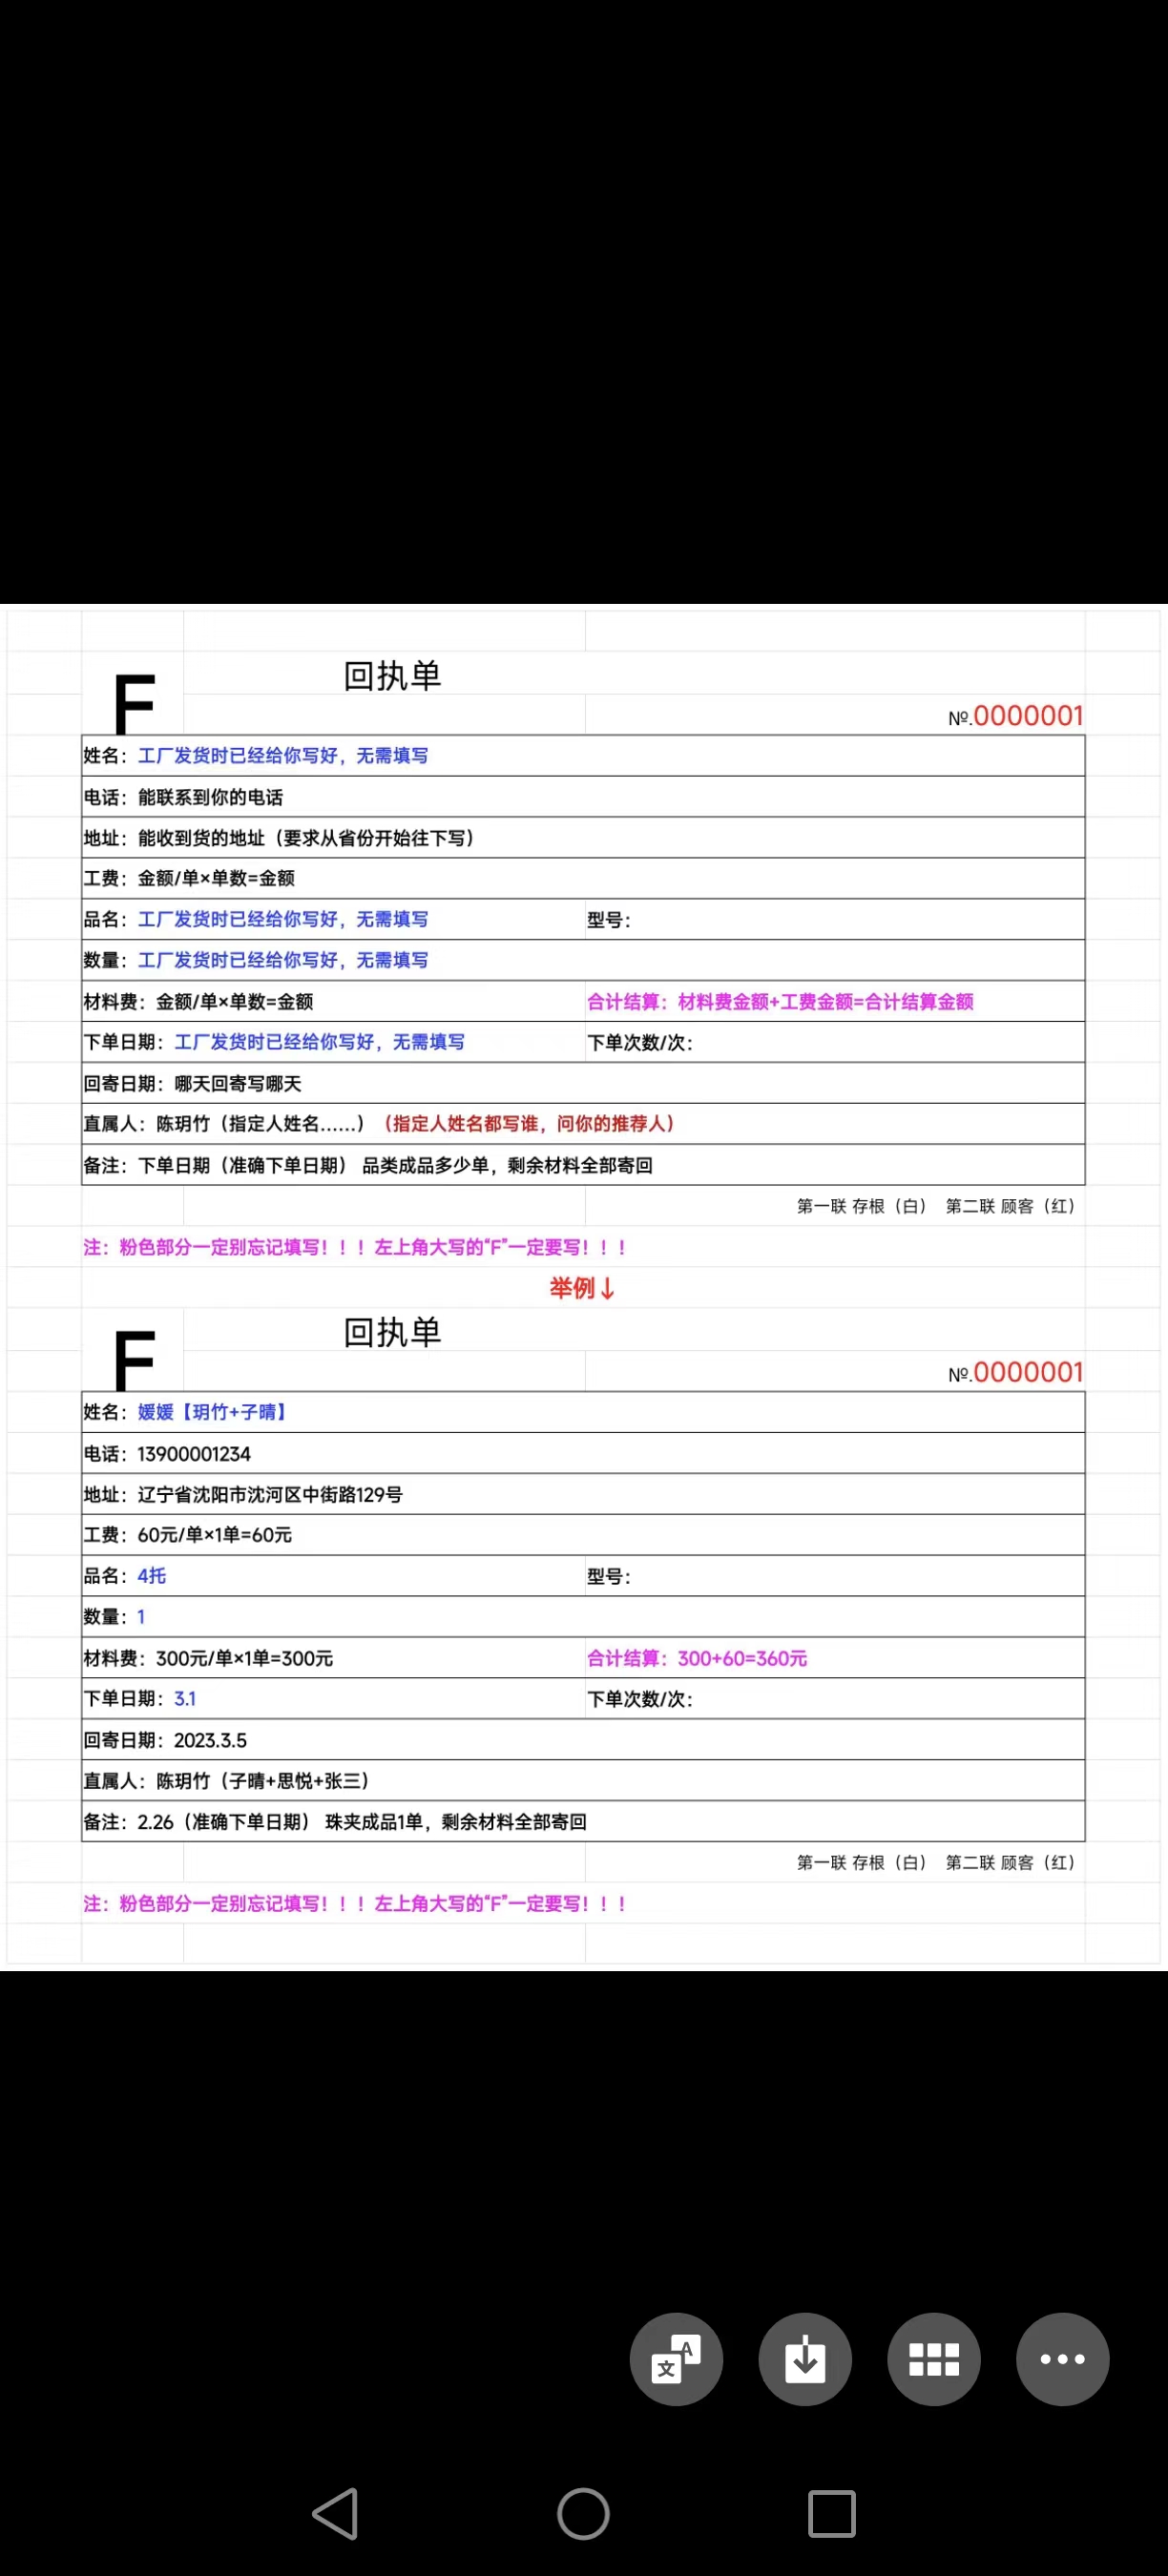 F
回执单
№.0000001
姓名：工厂发货时已经给你写好，无需填写
电话：能联系到你的电话
地址：能收到货的地址（要求从省份开始往下写）
工费：金额/单×单数=金额
品名：工厂发货时已经给你写好，无需填写 型号：
数量：工厂发货时已经给你写好，无需填写
材料费：金额/单×单数=金额 合计结算：材料费金额+工费金额=合计结算金额
下单日期：工厂发货时已经给你写好，无需填写 下单次数/次：
回寄日期：哪天回寄写哪天
直属人：陈玥竹（指定人姓名......）（指定人姓名都写谁，问你的推荐人）
备注：下单日期（准确下单日期） 品类成品多少单，剩余材料全部寄回
第一联 存根（白） 第二联 顾客（红）
注：粉色部分一定别忘记填写！！！左上角大写的“F”一定要写！！！
举例↓
F
回执单
№.0000001
姓名：媛媛【玥竹+子晴】
电话：13900001234
地址：辽宁省沈阳市沈河区中街路129号
工费：60元/单×1单=60元
品名：4托 型号：
数量：1
材料费：300元/单×1单=300元 合计结算：300+60=360元
下单日期：3.1 下单次数/次：
回寄日期：2023.3.5
直属人：陈玥竹（子晴+思悦+张三）
备注：2.26（准确下单日期） 珠夹成品1单，剩余材料全部寄回
第一联 存根（白） 第二联 顾客（红）
注：粉色部分一定别忘记填写！！！左上角大写的“F”一定要写！！！
文 A